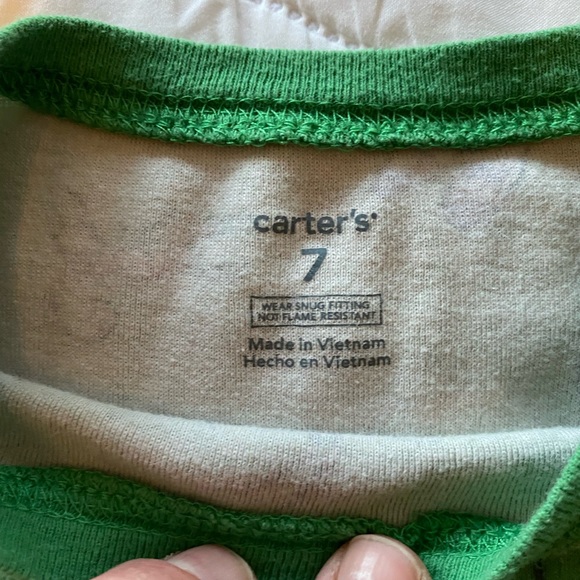 carter's
7
WEAR SNUG FITTING
NOT FLAME RESISTANT
Made in Vietnam
Hecho en Vietnam